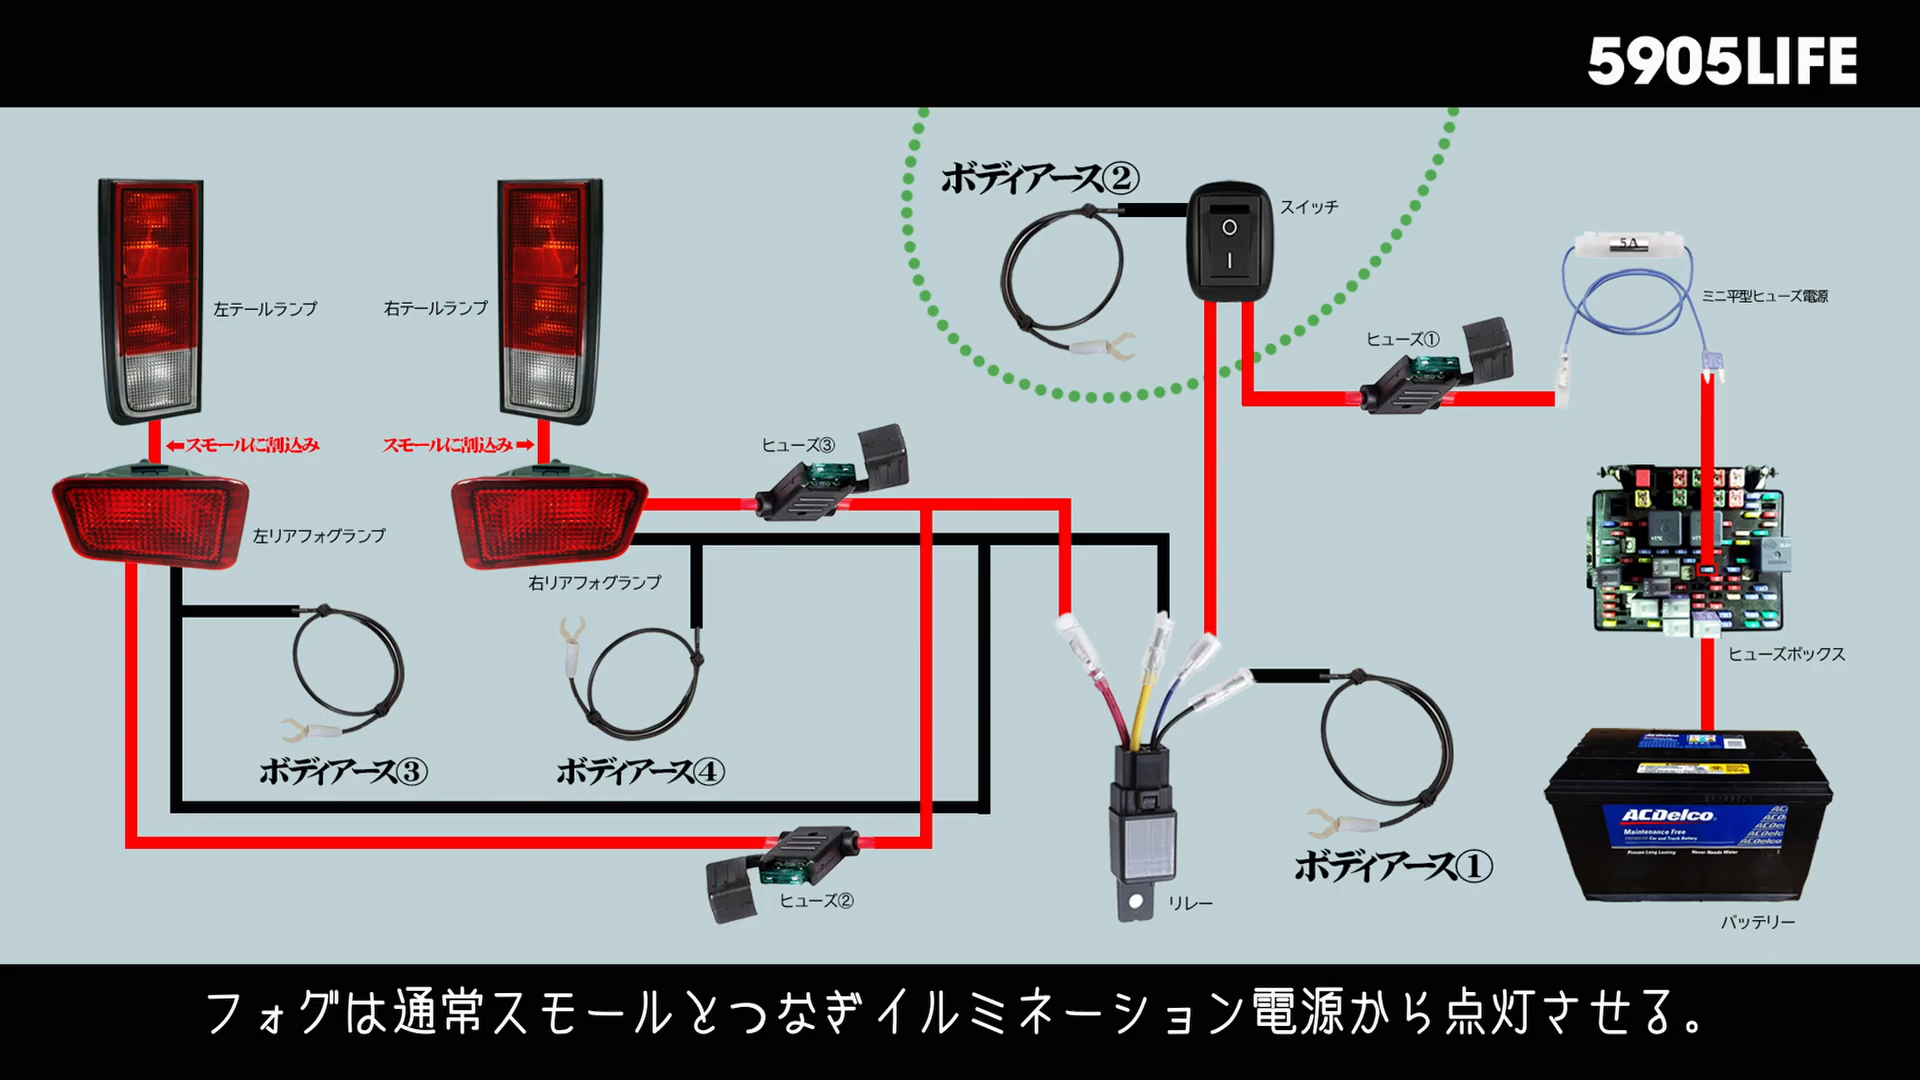 5905LIFE
ボディアース②
スイッチ
5A
ミニ平型ヒューズ電源
左テールランプ
右テールランプ
ヒューズ①
←スモールに割込み
スモールに割込み→
ヒューズ③
左リアフォグランプ
右リアフォグランプ
ヒューズボックス
ボディアース③
ボディアース④
ボディアース①
ACDelco
Maintenance Free
ヒューズ②
リレー
バッテリー
フォグは通常スモールとつなぎイルミネーション電源から点灯させる。